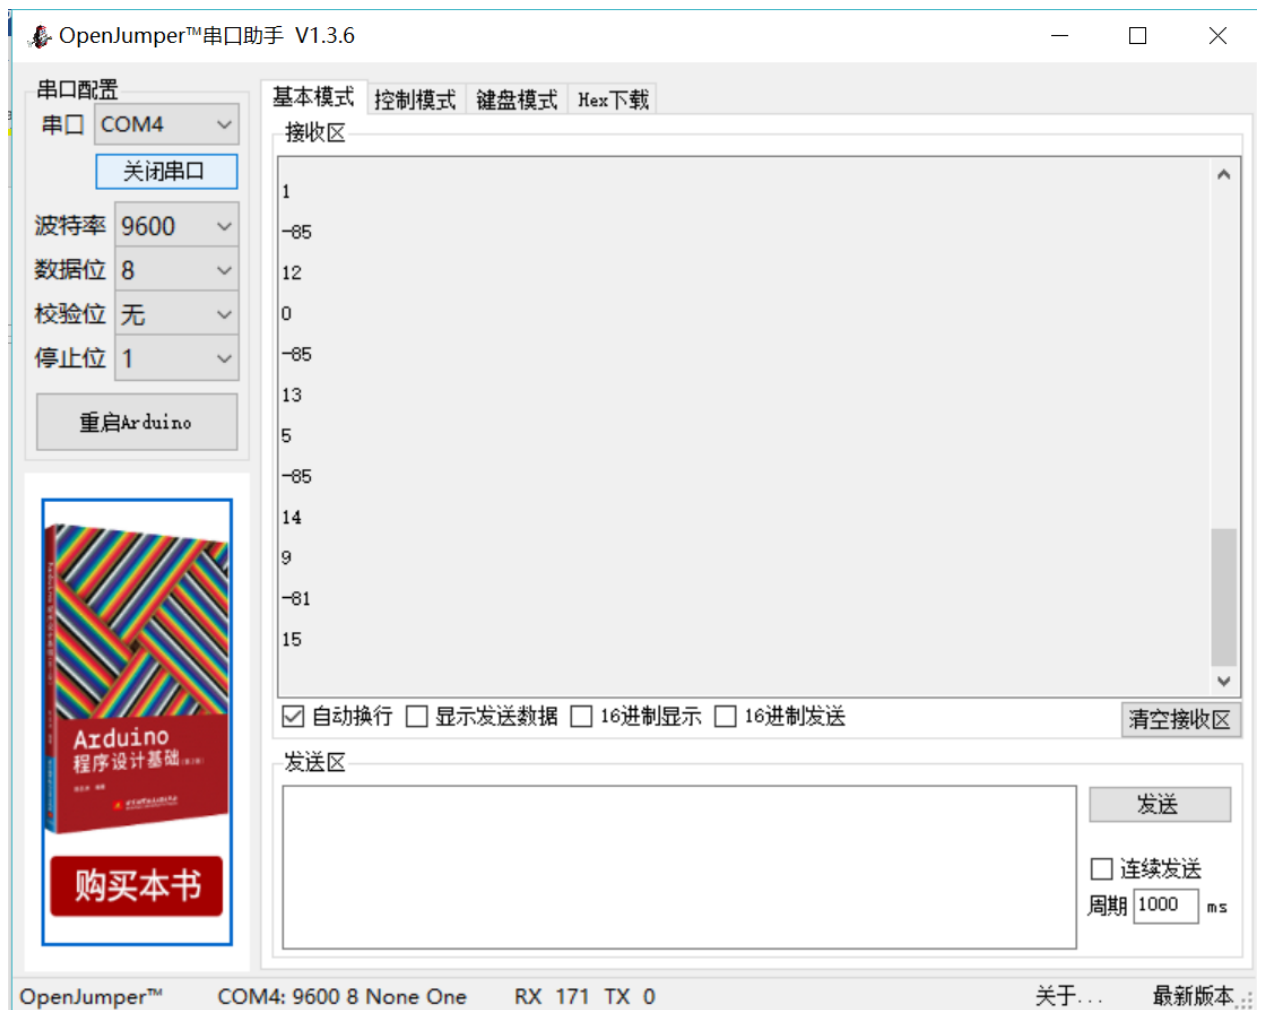 OpenJumper™串口助手 V1.3.6
串口配置
串口 COM4
关闭串口
波特率 9600
数据位 8
校验位 无
停止位 1
重启Arduino
Arduino
程序设计基础
购买本书
基本模式 控制模式 键盘模式 Hex下载
接收区
1
-85
12
0
-85
13
5
-85
14
9
-81
15
自动换行 显示发送数据 16进制显示 16进制发送
清空接收区
发送区
发送
连续发送
周期 1000 ms
OpenJumper™ COM4: 9600 8 None One RX 171 TX 0 关于... 最新版本